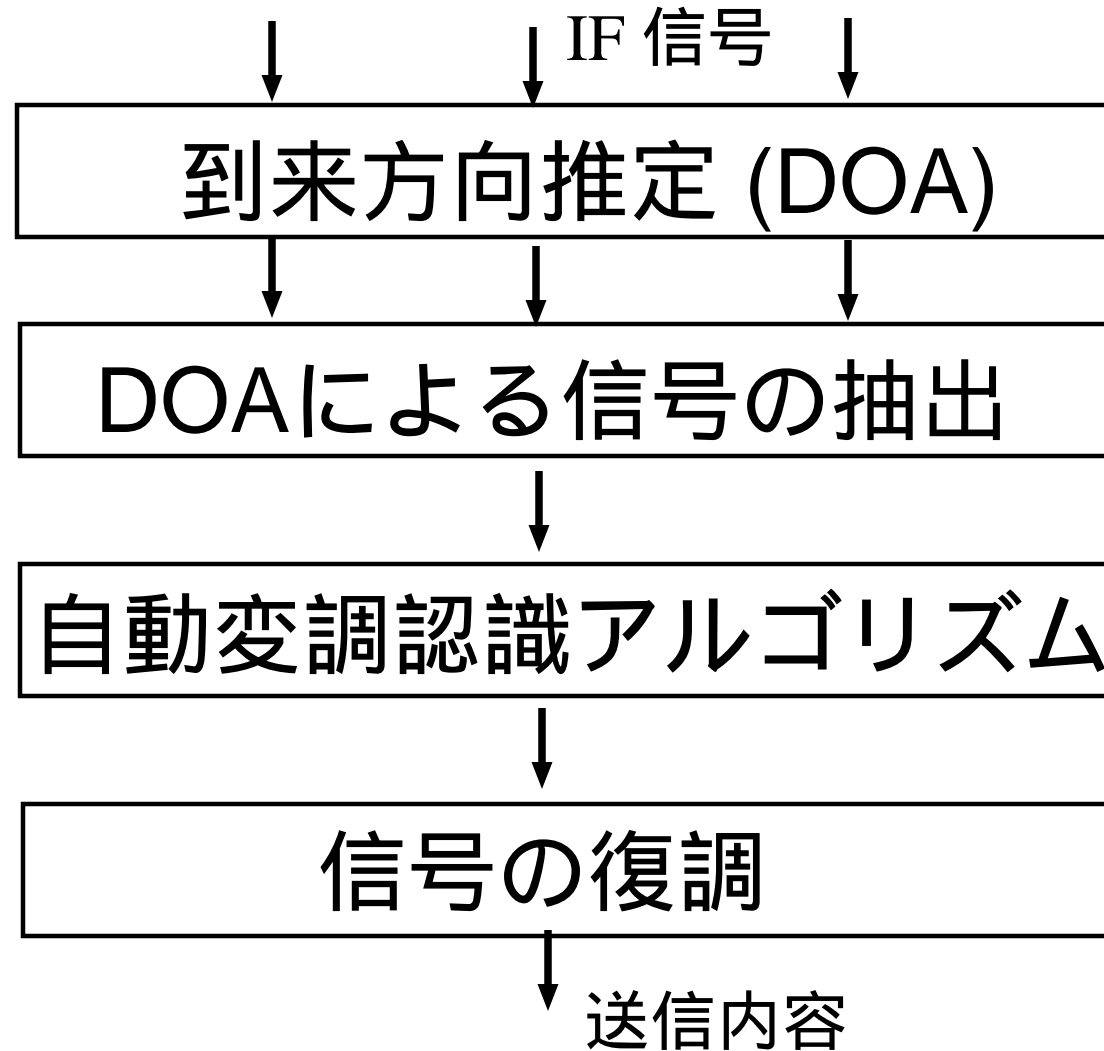 IF 信号
到来方向推定 (DOA)
DOAによる信号の抽出
自動変調認識アルゴリズム
信号の復調
送信内容